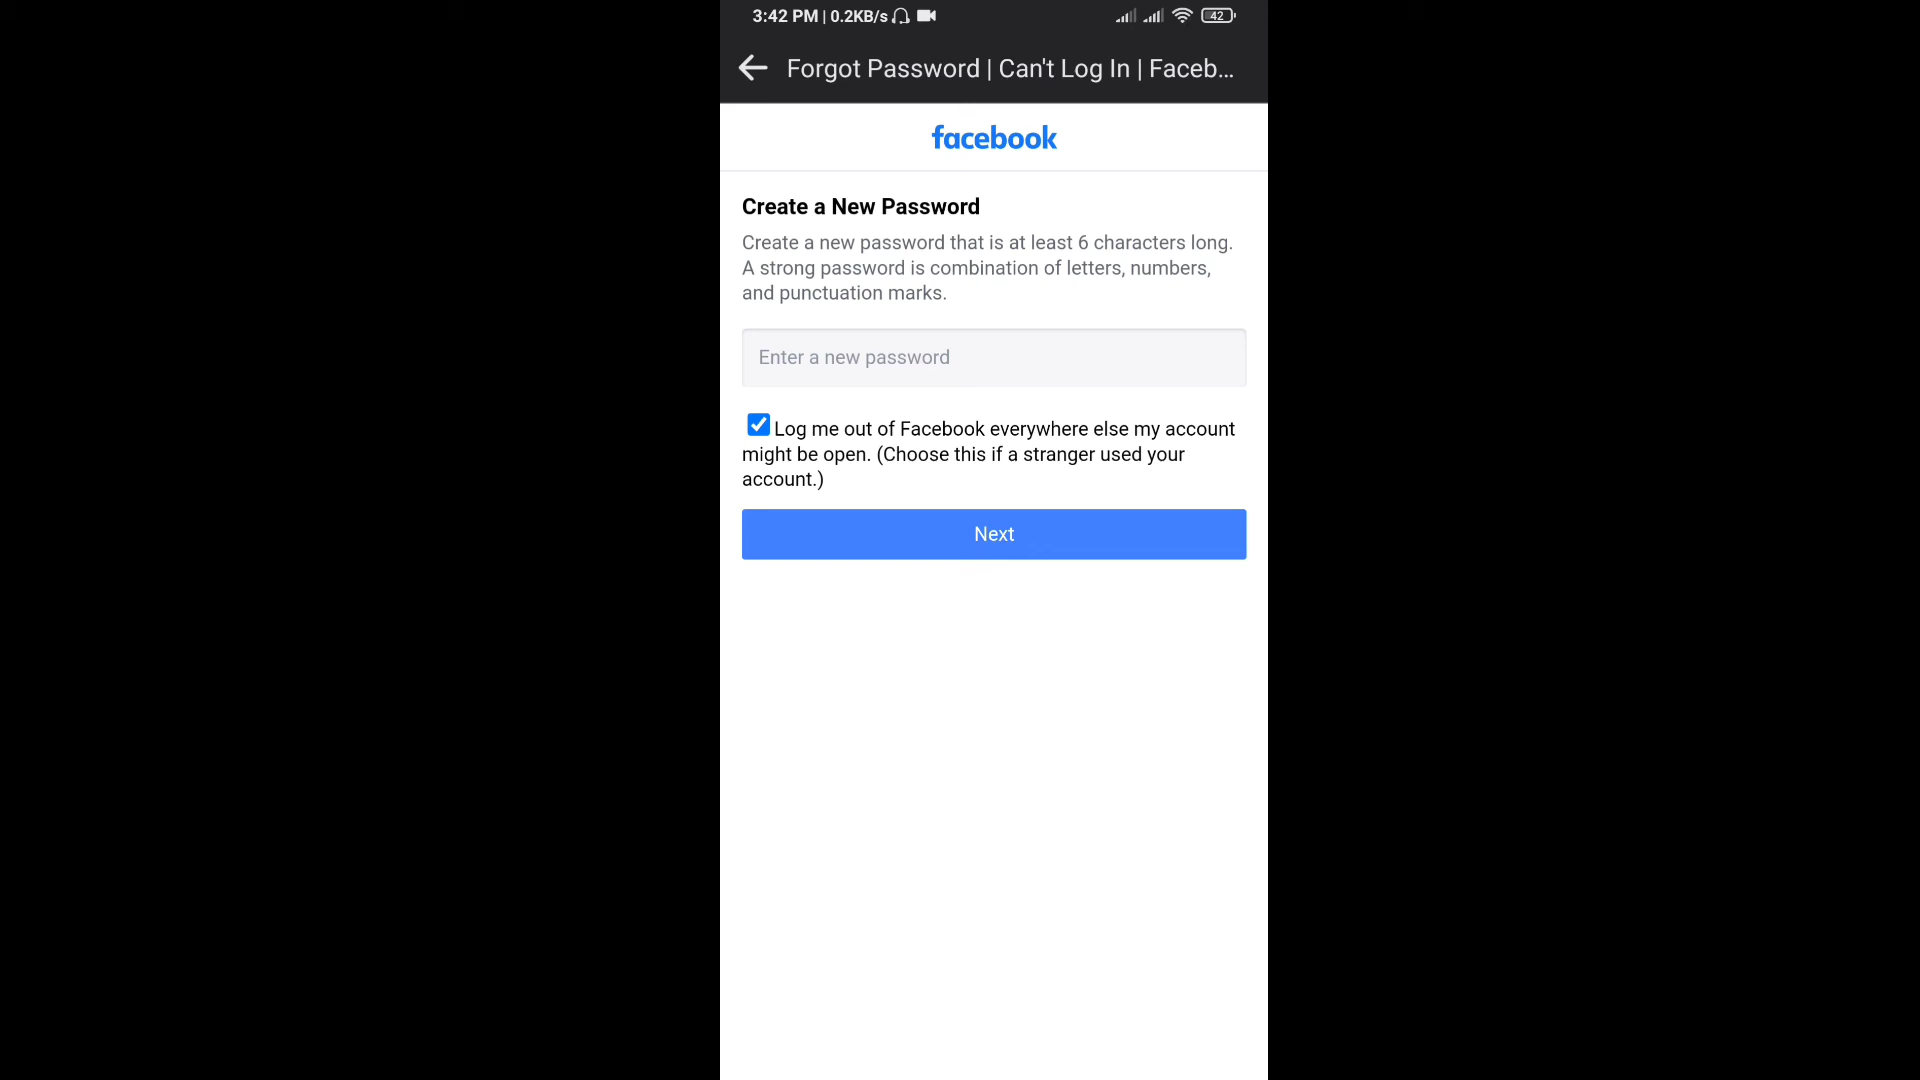 3:42 PM | 0.2KB/s 42
Forgot Password | Can't Log In | Faceb...
facebook
Create a New Password
Create a new password that is at least 6 characters long.
A strong password is combination of letters, numbers,
and punctuation marks.
Enter a new password
Log me out of Facebook everywhere else my account
might be open. (Choose this if a stranger used your
account.)
Next